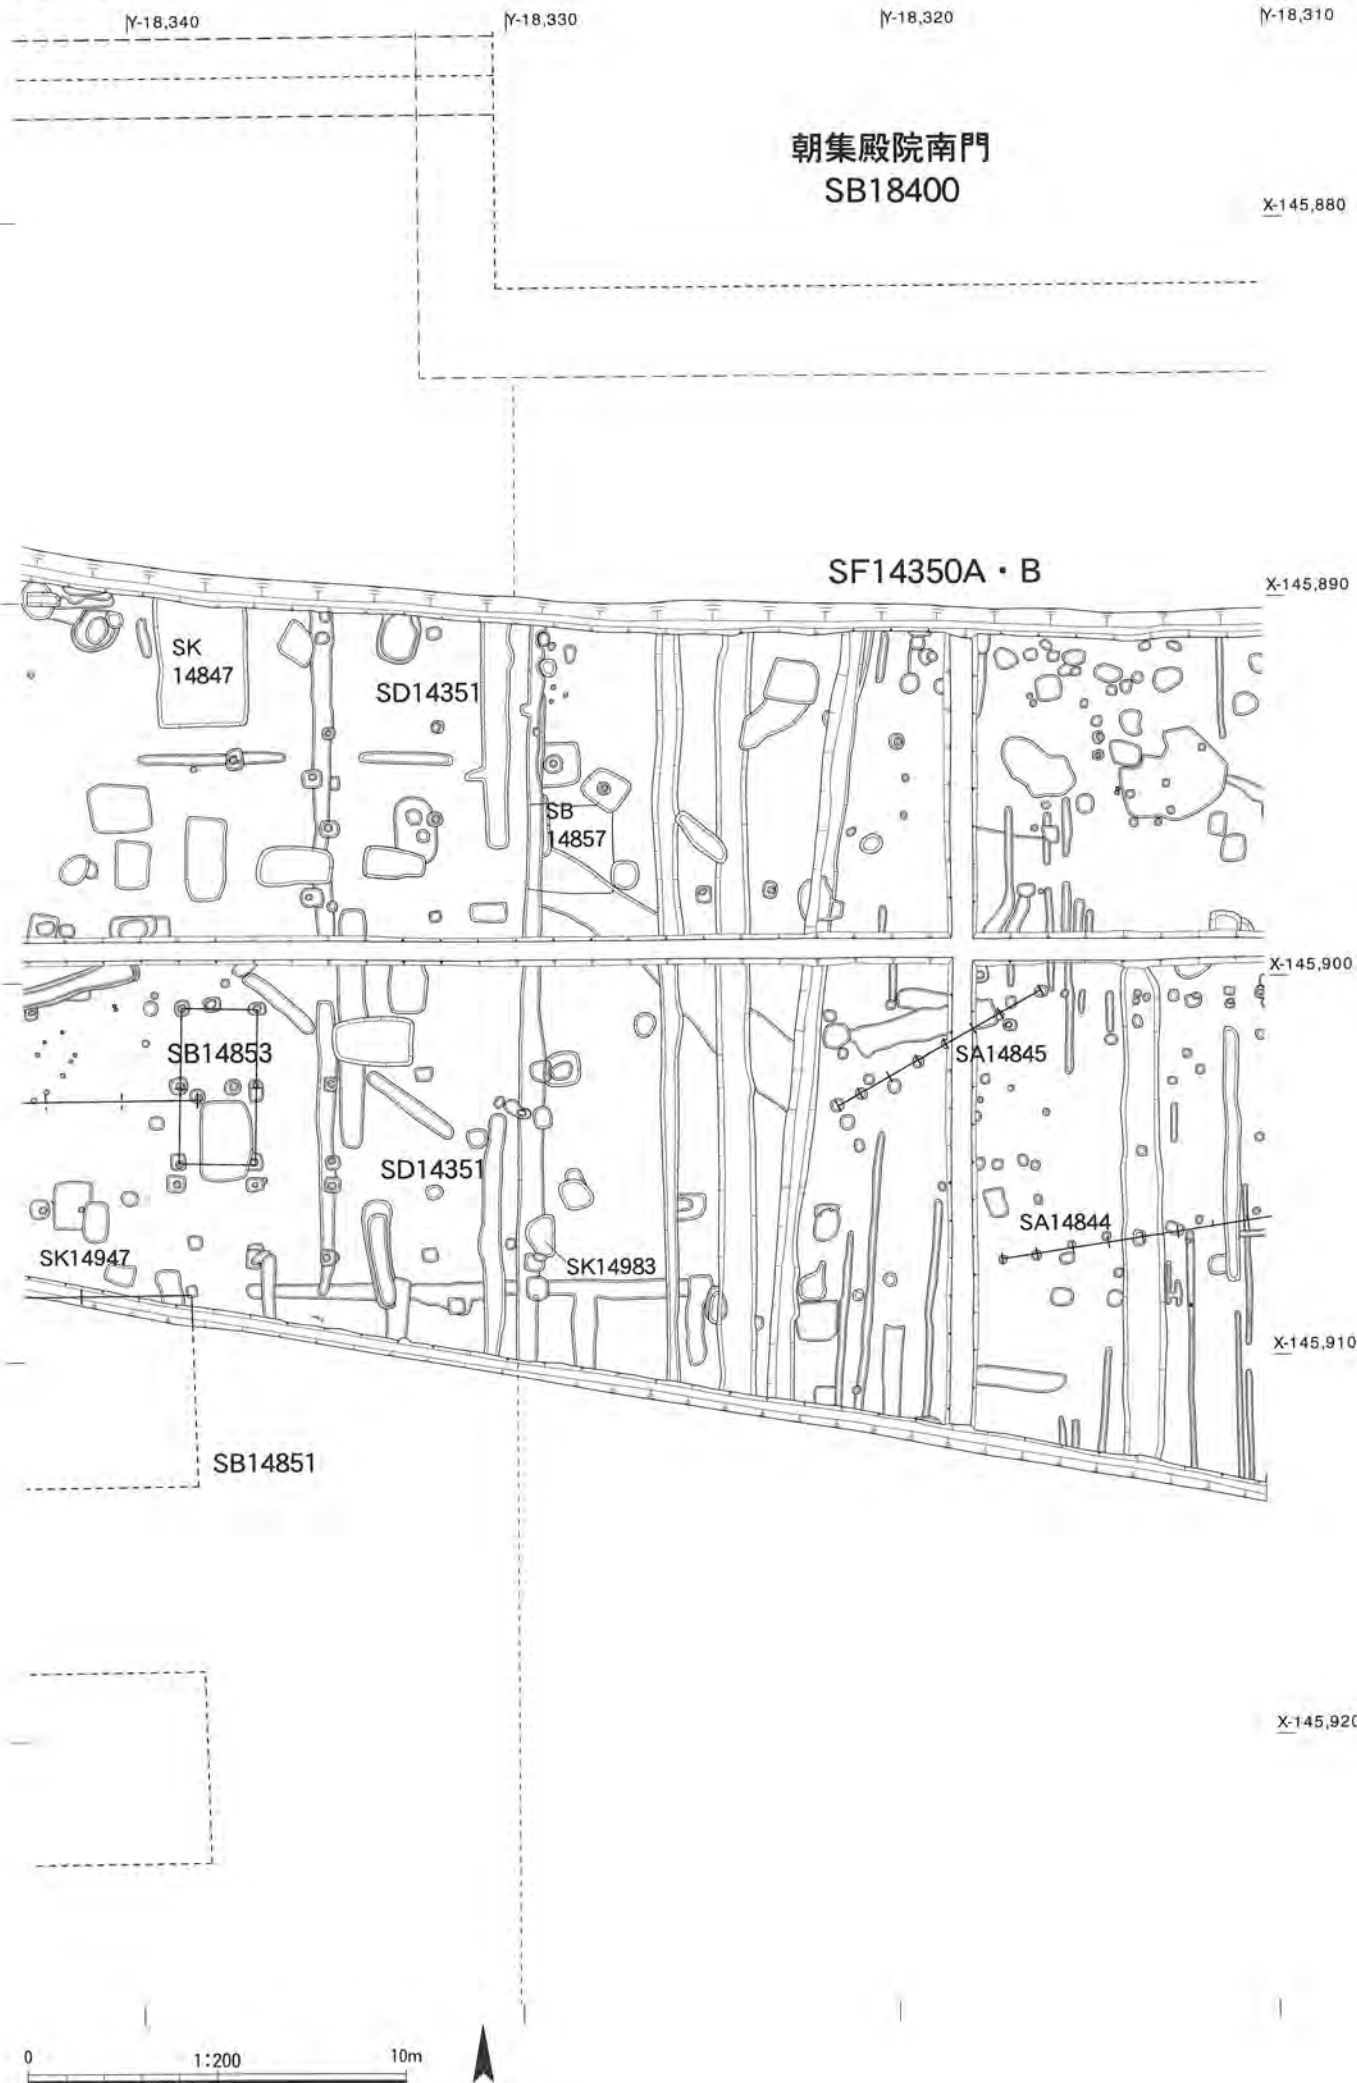 Y-18,340
Y-18,330
Y-18,320
Y-18,310
朝集殿院南門
SB18400
X-145,880
SF14350A・B
X-145,890
SK
14847
SD14351
SB
14857
X-145,900
SB14853
SA14845
SD14351
SA14844
SK14947
SK14983
X-145,910
SB14851
X-145,920
0
1:200
10m